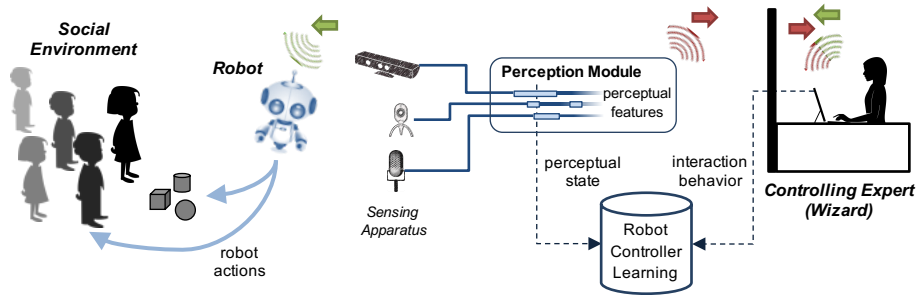 Social
Environment
Robot
Perception Module
perceptual
features
perceptual
state
interaction
behavior
Controlling Expert
(Wizard)
Sensing
Apparatus
Robot
Controller
Learning
robot
actions